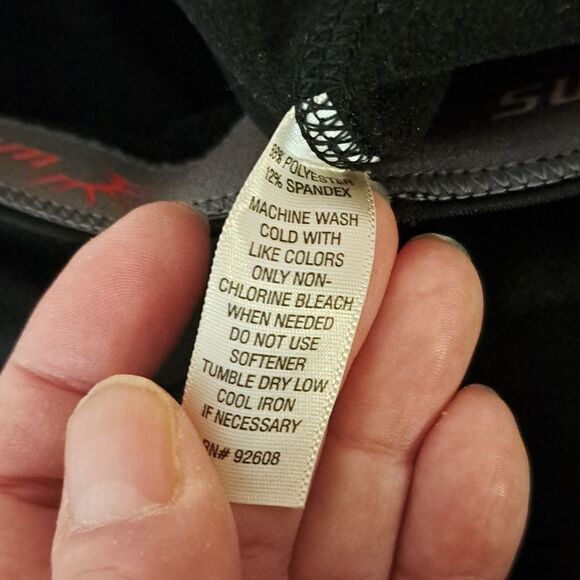 88% POLYESTER
12% SPANDEX
MACHINE WASH
COLD WITH
LIKE COLORS
ONLY NON-
CHLORINE BLEACH
WHEN NEEDED
DO NOT USE
SOFTENER
TUMBLE DRY LOW
COOL IRON
IF NECESSARY
RN# 92608